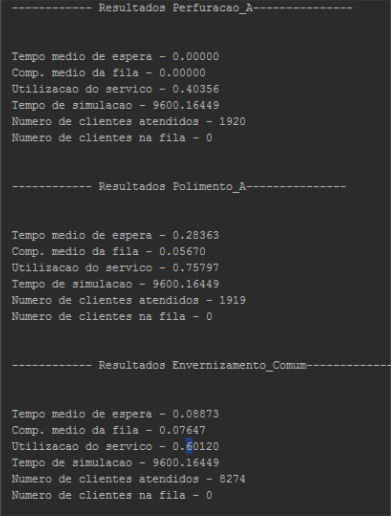 ------------ Resultados Perfuracao_A---------------
Tempo medio de espera - 0.00000
Comp. medio da fila - 0.00000
Utilizacao do servico - 0.40356
Tempo de simulacao - 9600.16449
Numero de clientes atendidos - 1920
Numero de clientes na fila - 0
------------ Resultados Polimento_A---------------
Tempo medio de espera - 0.28363
Comp. medio da fila - 0.05670
Utilizacao do servico - 0.75797
Tempo de simulacao - 9600.16449
Numero de clientes atendidos - 1919
Numero de clientes na fila - 0
------------ Resultados Envernizamento_Comum-------------
Tempo medio de espera - 0.08873
Comp. medio da fila - 0.07647
Utilizacao do servico - 0.60120
Tempo de simulacao - 9600.16449
Numero de clientes atendidos - 8274
Numero de clientes na fila - 0